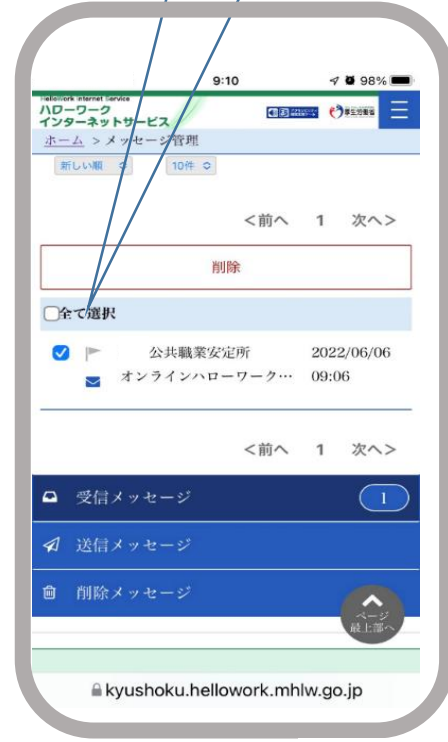 9:10 98%
HelloWork Internet Service
ハローワーク
インターネットサービス
厚生労働省
ホーム > メッセージ管理
新しい順 10件
<前へ 1 次へ>
削除
全て選択
公共職業安定所 2022/06/06
オンラインハローワーク… 09:06
<前へ 1 次へ>
受信メッセージ 1
送信メッセージ
削除メッセージ
ページ
最上部へ
kyushoku.hellowork.mhlw.go.jp